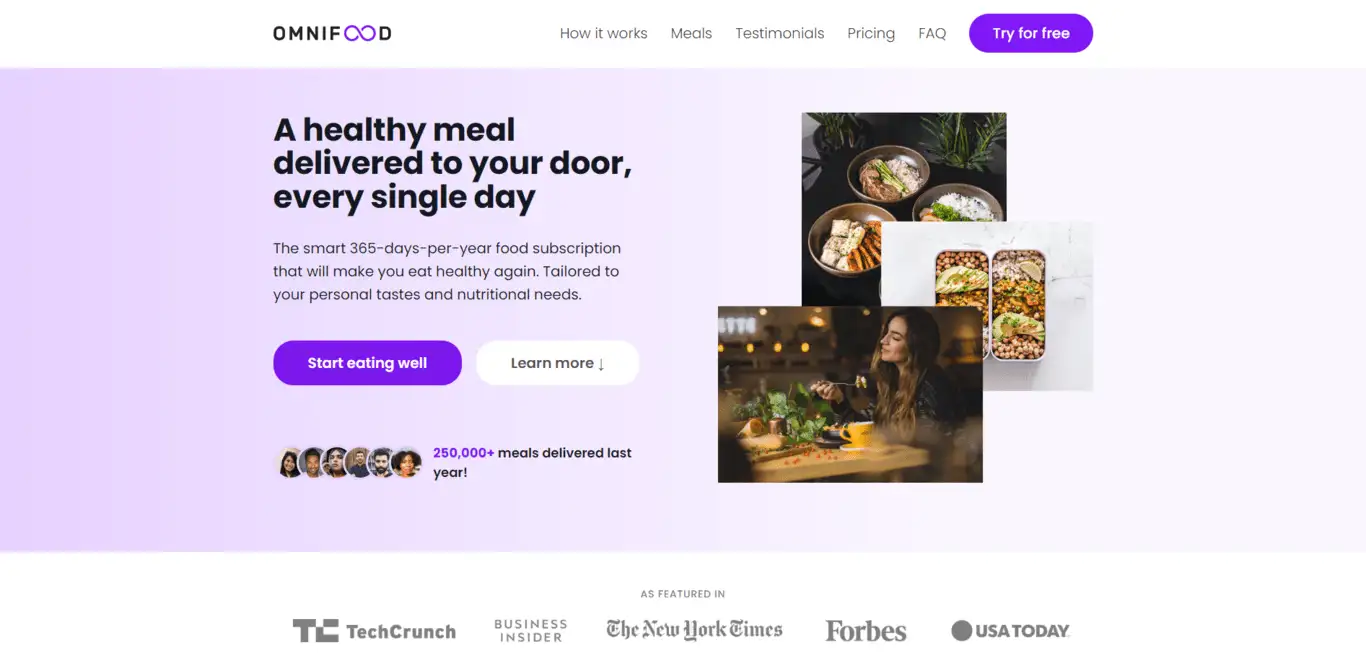 OMNIFOOD
How it works Meals Testimonials Pricing FAQ Try for free
A healthy meal
delivered to your door,
every single day
The smart 365-days-per-year food subscription
that will make you eat healthy again. Tailored to
your personal tastes and nutritional needs.
Start eating well Learn more ↓
250,000+ meals delivered last
year!
AS FEATURED IN
TC TechCrunch
BUSINESS
INSIDER
The New York Times
Forbes
USA TODAY